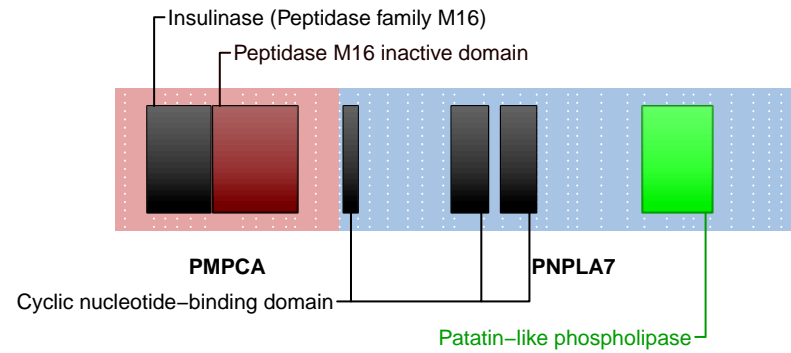 Insulinase (Peptidase family M16)
Peptidase M16 inactive domain
PMPCA
PNPLA7
Cyclic nucleotide−binding domain
Patatin−like phospholipase